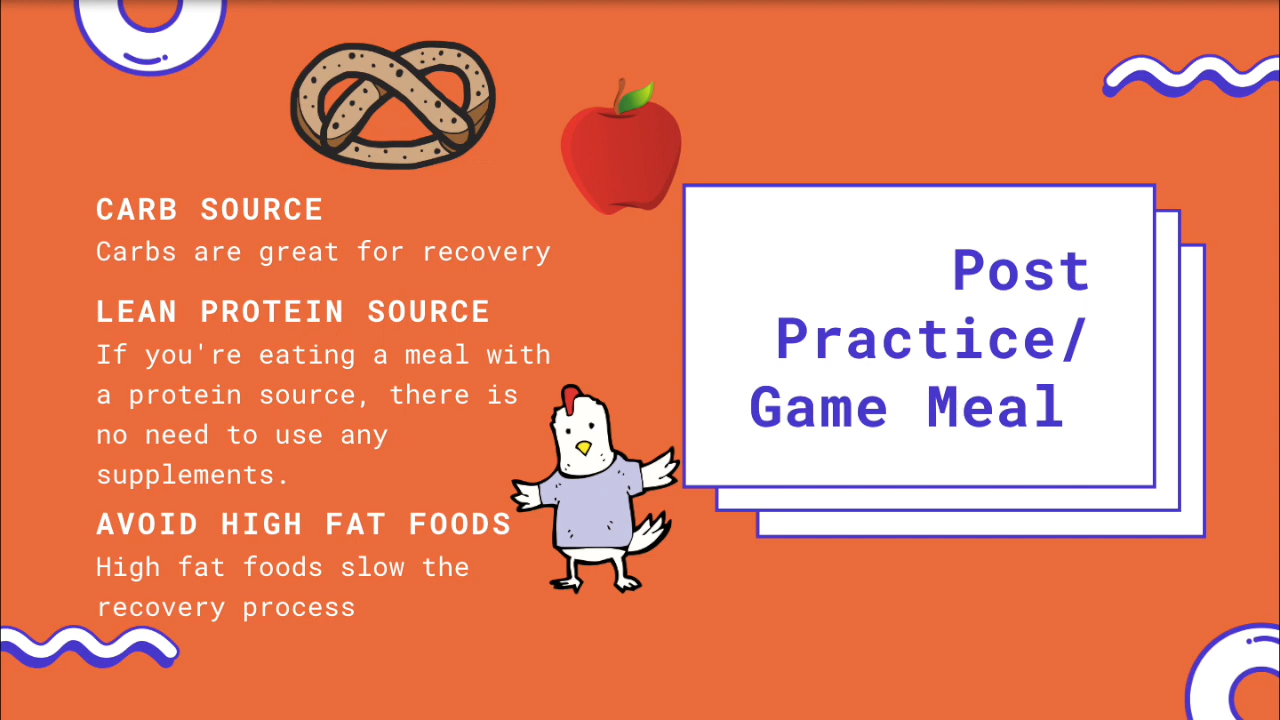 CARB SOURCE
Carbs are great for recovery
LEAN PROTEIN SOURCE
If you're eating a meal with
a protein source, there is
no need to use any
supplements.
AVOID HIGH FAT FOODS
High fat foods slow the
recovery process
Post
Practice/
Game Meal